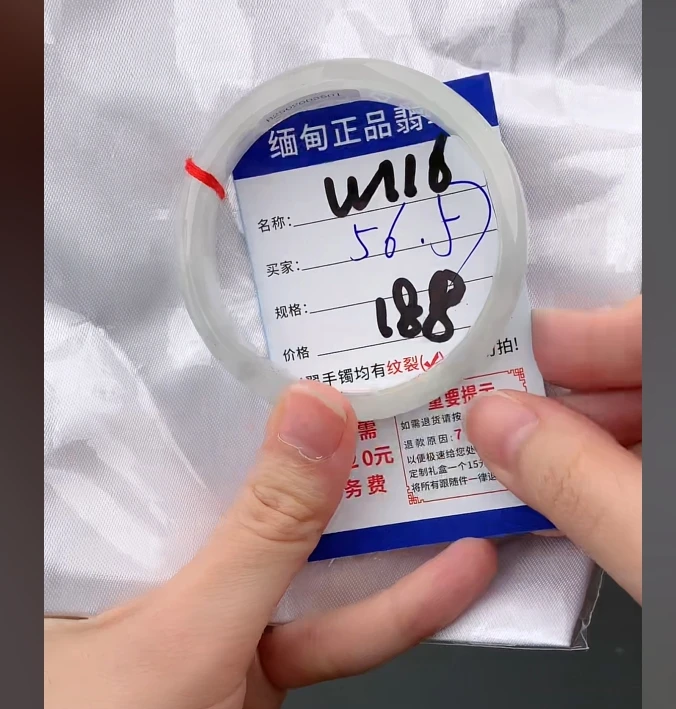 缅甸正品翡
W116
名称：
56.5
买家：
规格：
188
价格
手镯均有纹裂(✓
拍!
重要提示
如需退货请按
需
退款原因:7
20元
以便极速给您处
务费
定制礼盒一个15元
将所有跟随件一律退